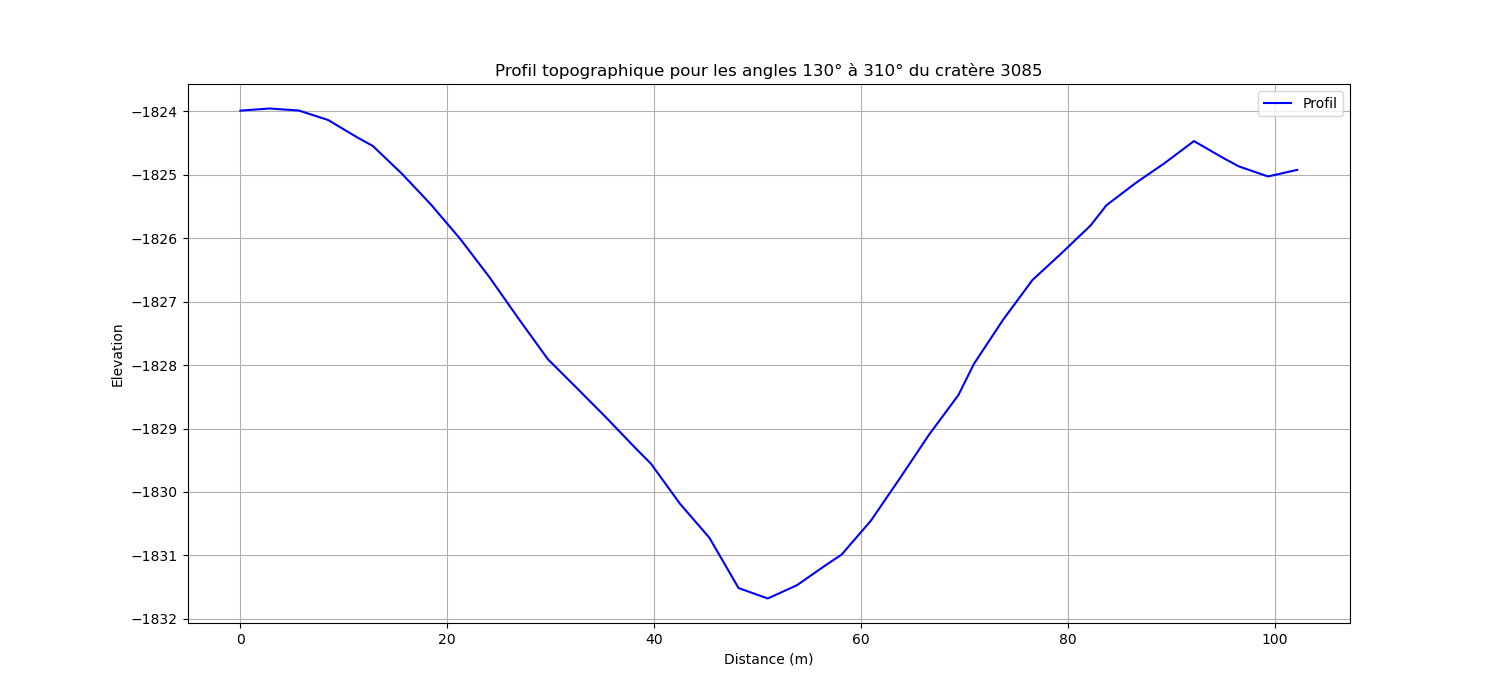 Profil topographique pour les angles 130° à 310° du cratère 3085
Profil
−1824
−1825
−1826
−1827
−1828
−1829
−1830
−1831
−1832
Elevation
0 20 40 60 80 100
Distance (m)